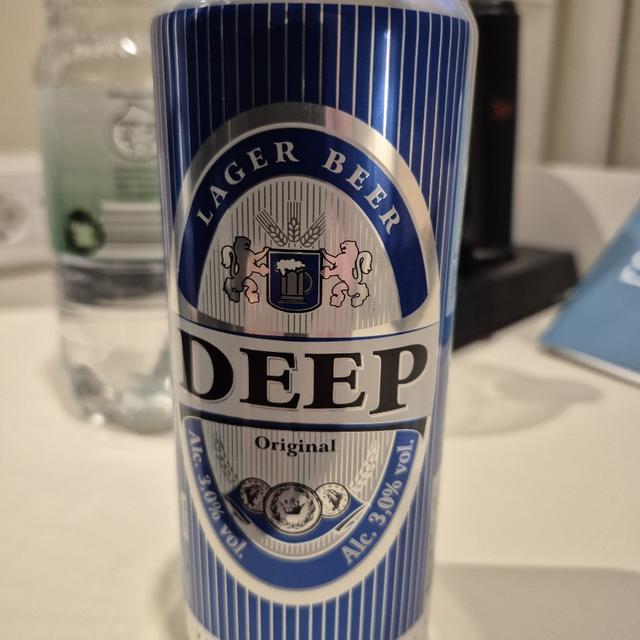 LAGER BEER
DEEP
Original
Alc. 3,0% vol.
Alc. 3,0% vol.